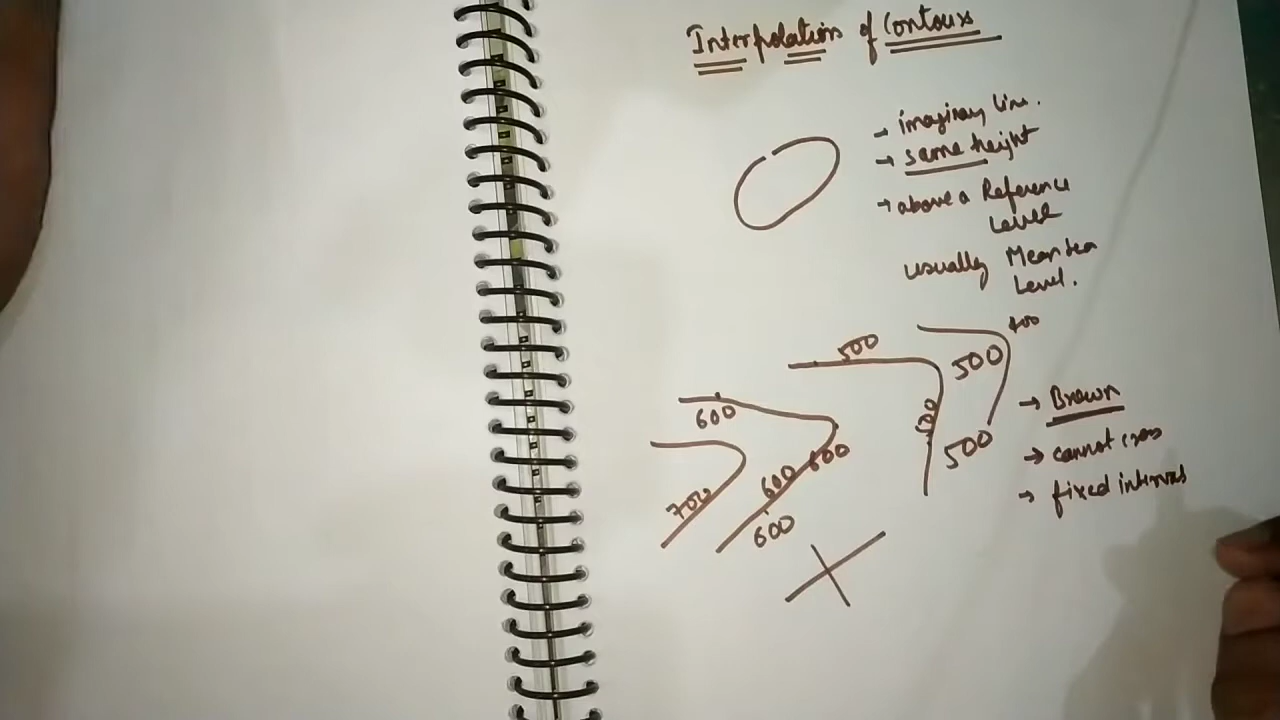 Interpolation of Contours
→ imaginary line.
→ same height
→ above a Reference
Level
usually Mean sea
Level.
400
500
500
600
500
→ Brown
600
600
→ cannot cross
700
600
→ fixed intervals
600